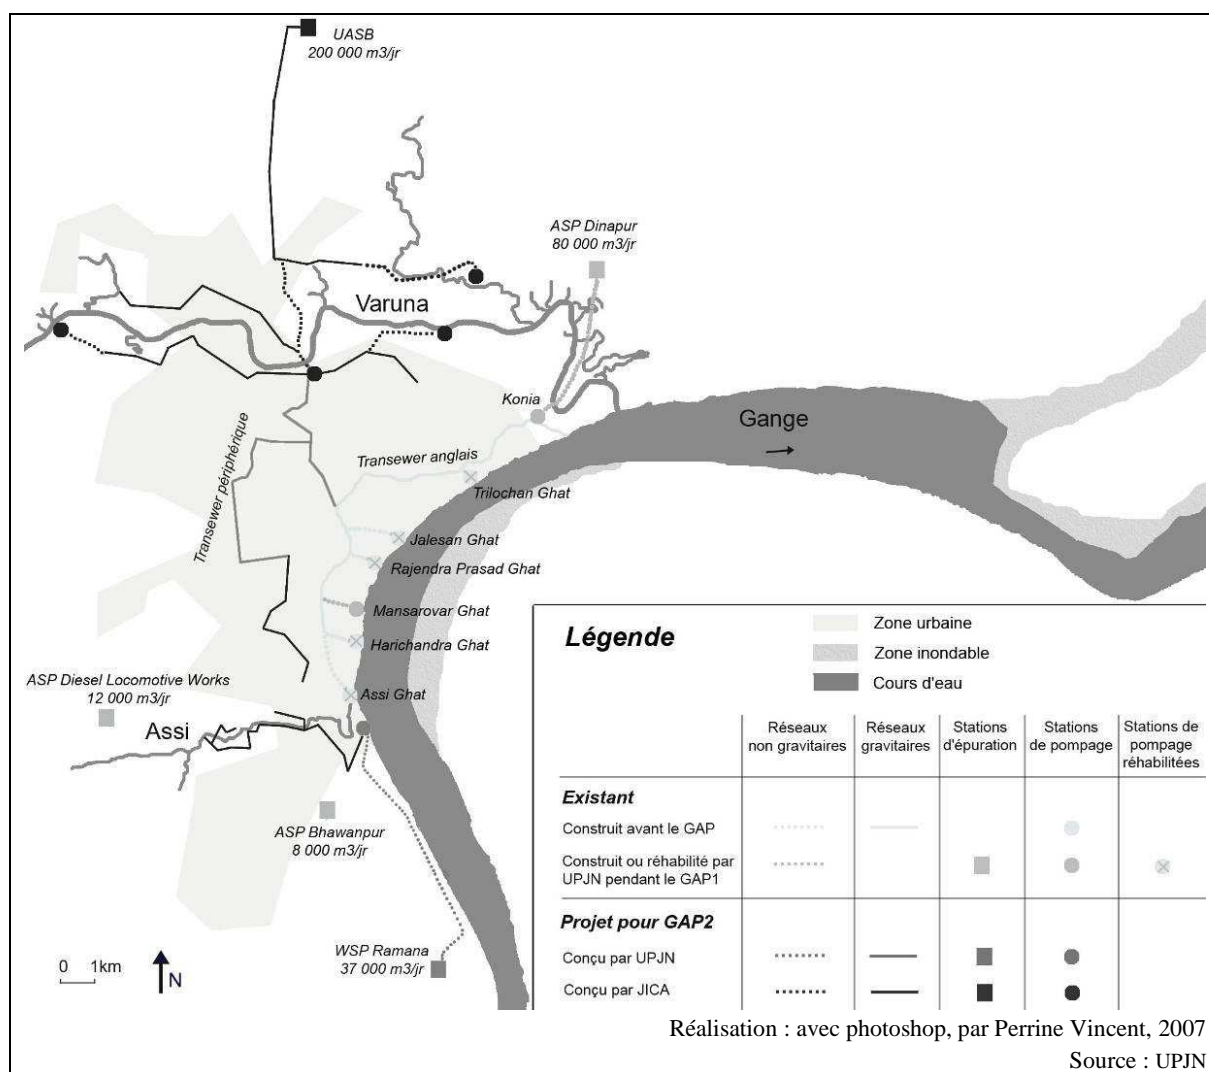 UASB
200 000 m3/jr
ASP Dinapur
80 000 m3/jr
Varuna
Konia
Gange
Transewer anglais
Transewer périphérique
Trilochan Ghat
Jalesan Ghat
Rajendra Prasad Ghat
Mansarovar Ghat
Harichandra Ghat
ASP Diesel Locomotive Works
12 000 m3/jr
Assi Ghat
Assi
ASP Bhawanpur
8 000 m3/jr
WSP Ramana
37 000 m3/jr
0 1km
N
Légende
Zone urbaine
Zone inondable
Cours d'eau
Réseaux
non gravitaires
Réseaux
gravitaires
Stations
d'épuration
Stations
de pompage
Stations de
pompage
réhabilitées
Existant
Construit avant le GAP
Construit ou réhabilité par
UPJN pendant le GAP1
Projet pour GAP2
Conçu par UPJN
Conçu par JICA
Réalisation : avec photoshop, par Perrine Vincent, 2007
Source : UPJN